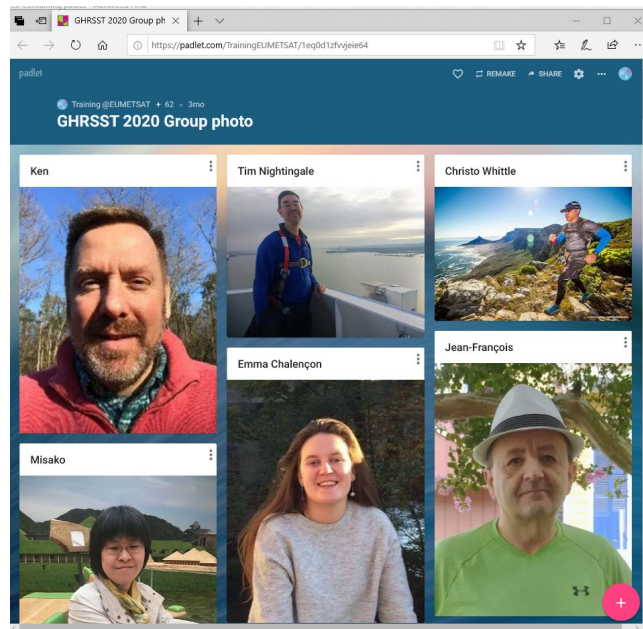 GHRSST 2020 Group ph
https://padlet.com/TrainingEUMETSAT/1eq0d1zfvvjeie64
padlet
REMAKE
SHARE
Training @EUMETSAT + 62 • 3mo
GHRSST 2020 Group photo
Ken
Tim Nightingale
Christo Whittle
Emma Chalençon
Jean-François
Misako